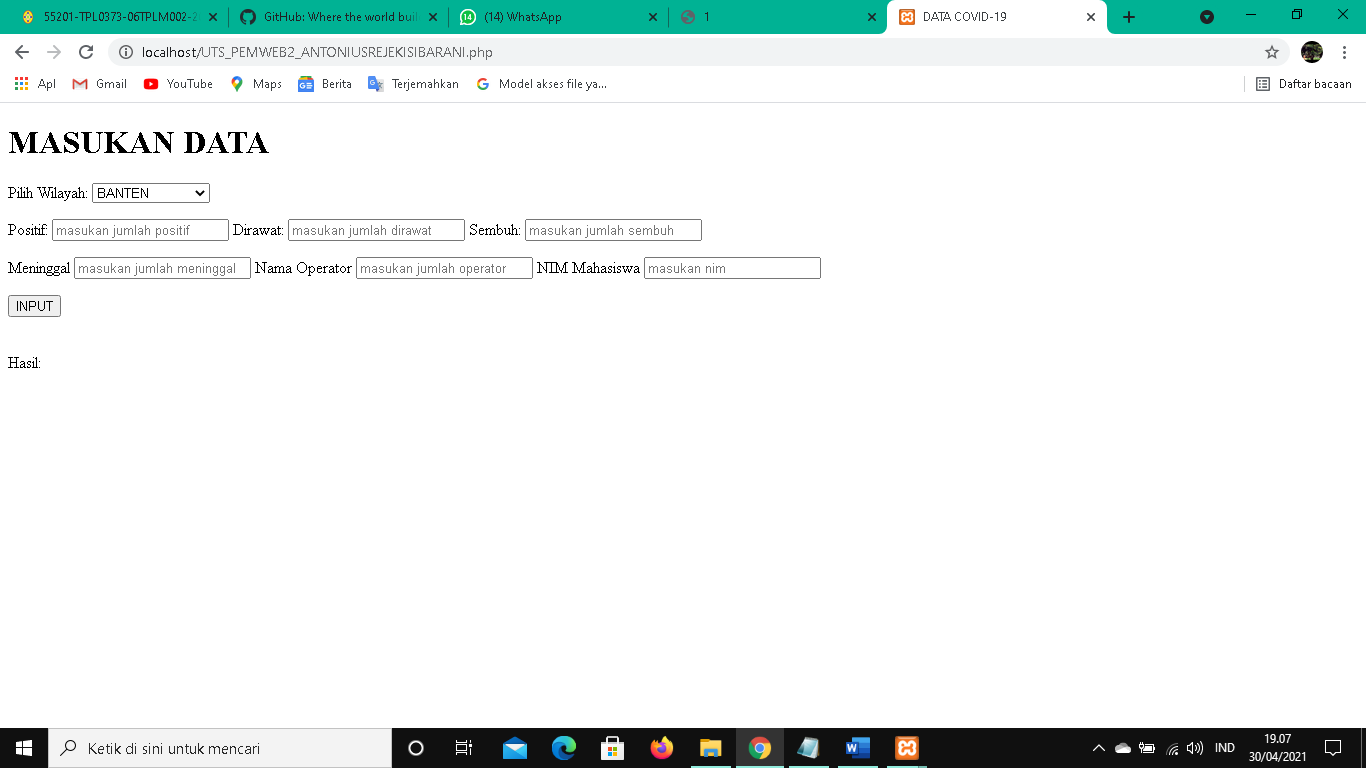 55201-TPL0373-06TPLM002-2
GitHub: Where the world buil
14
(14) WhatsApp
1
DATA COVID-19
localhost/UTS_PEMWEB2_ANTONIUSREJEKISIBARANI.php
Apl
Gmail
YouTube
Maps
Berita
Terjemahkan
Model akses file ya...
Daftar bacaan
MASUKAN DATA
Pilih Wilayah: BANTEN
Positif: masukan jumlah positif Dirawat: masukan jumlah dirawat Sembuh: masukan jumlah sembuh
Meninggal masukan jumlah meninggal Nama Operator masukan jumlah operator NIM Mahasiswa masukan nim
INPUT
Hasil:
Ketik di sini untuk mencari
IND
19.07
30/04/2021